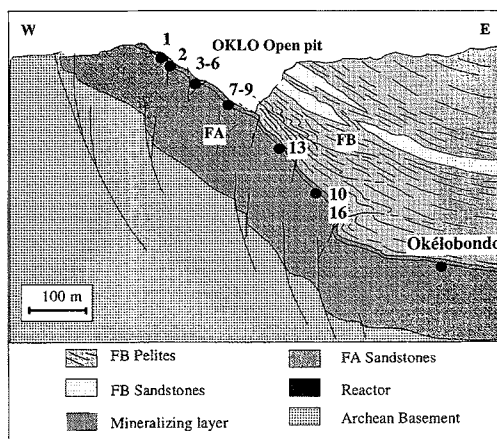 W
E
1
2
3-6
OKLO Open pit
7-9
FA
FB
13
10
16
Okélobondo
100 m
FB Pelites
FA Sandstones
FB Sandstones
Reactor
Mineralizing layer
Archean Basement